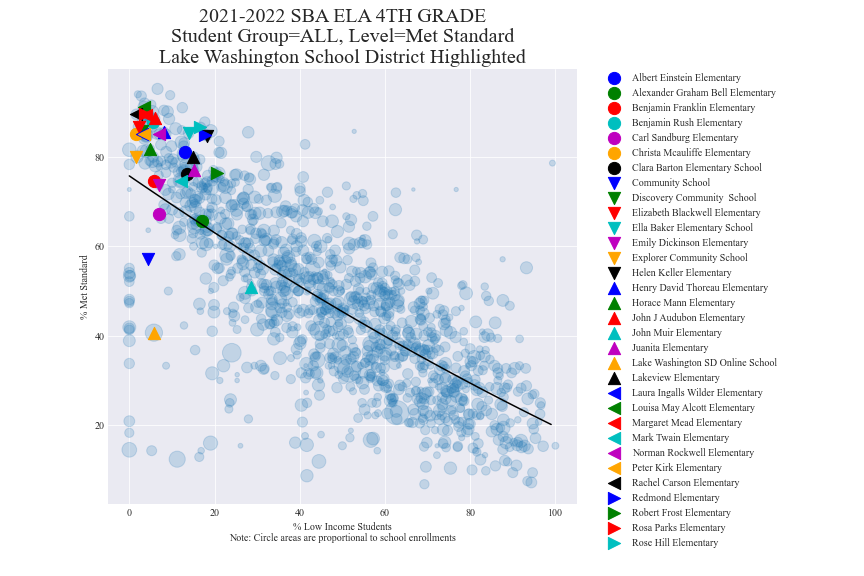 2021-2022 SBA ELA 4TH GRADE
Student Group=ALL, Level=Met Standard
Lake Washington School District Highlighted
% Met Standard
80
60
40
20
0
20
40
60
80
100
% Low Income Students
Note: Circle areas are proportional to school enrollments
Albert Einstein Elementary
Alexander Graham Bell Elementary
Benjamin Franklin Elementary
Benjamin Rush Elementary
Carl Sandburg Elementary
Christa Mcauliffe Elementary
Clara Barton Elementary School
Community School
Discovery Community  School
Elizabeth Blackwell Elementary
Ella Baker Elementary School
Emily Dickinson Elementary
Explorer Community School
Helen Keller Elementary
Henry David Thoreau Elementary
Horace Mann Elementary
John J Audubon Elementary
John Muir Elementary
Juanita Elementary
Lake Washington SD Online School
Lakeview Elementary
Laura Ingalls Wilder Elementary
Louisa May Alcott Elementary
Margaret Mead Elementary
Mark Twain Elementary
Norman Rockwell Elementary
Peter Kirk Elementary
Rachel Carson Elementary
Redmond Elementary
Robert Frost Elementary
Rosa Parks Elementary
Rose Hill Elementary